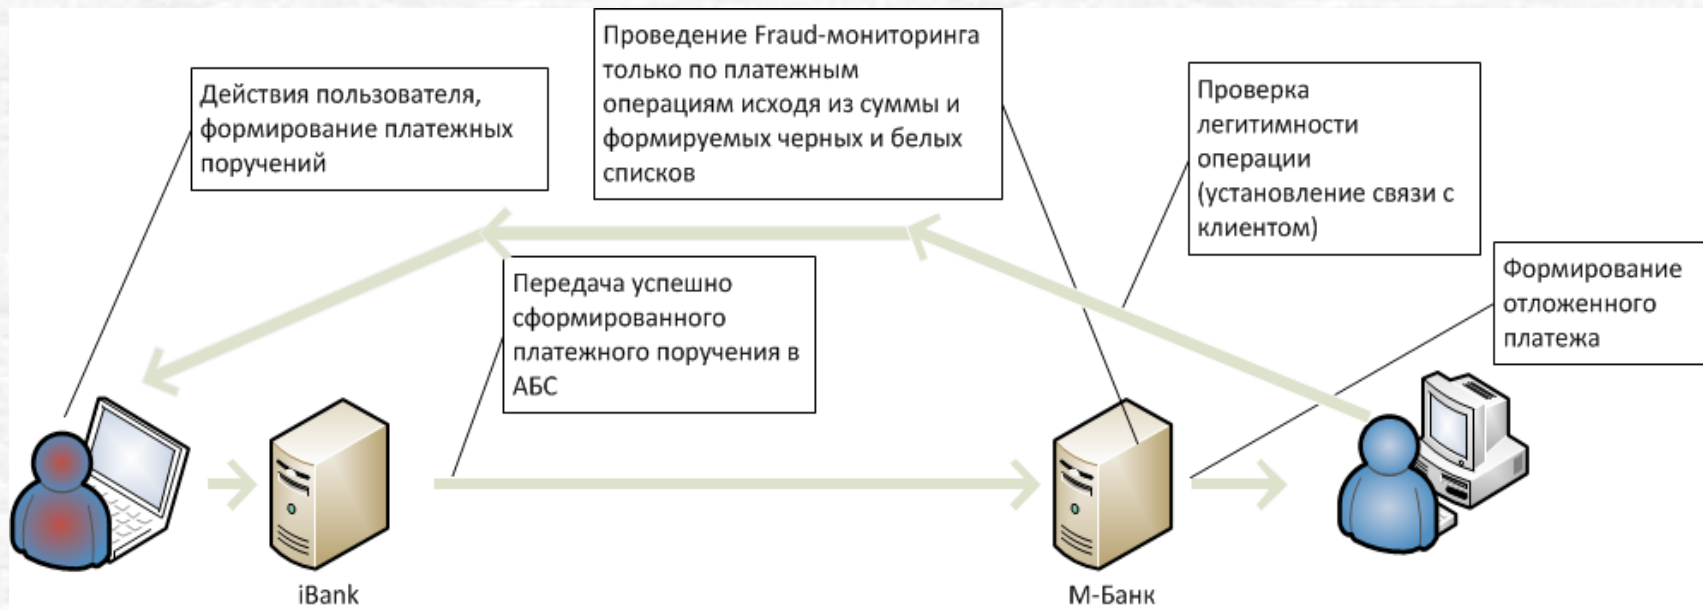 Действия пользователя,
формирование платежных
поручений
Проведение Fraud-мониторинга
только по платежным
операциям исходя из суммы и
формируемых черных и белых
списков
Проверка
легитимности
операции
(установление связи с
клиентом)
Передача успешно
сформированного
платежного поручения в
АБС
Формирование
отложенного
платежа
iBank
М-Банк